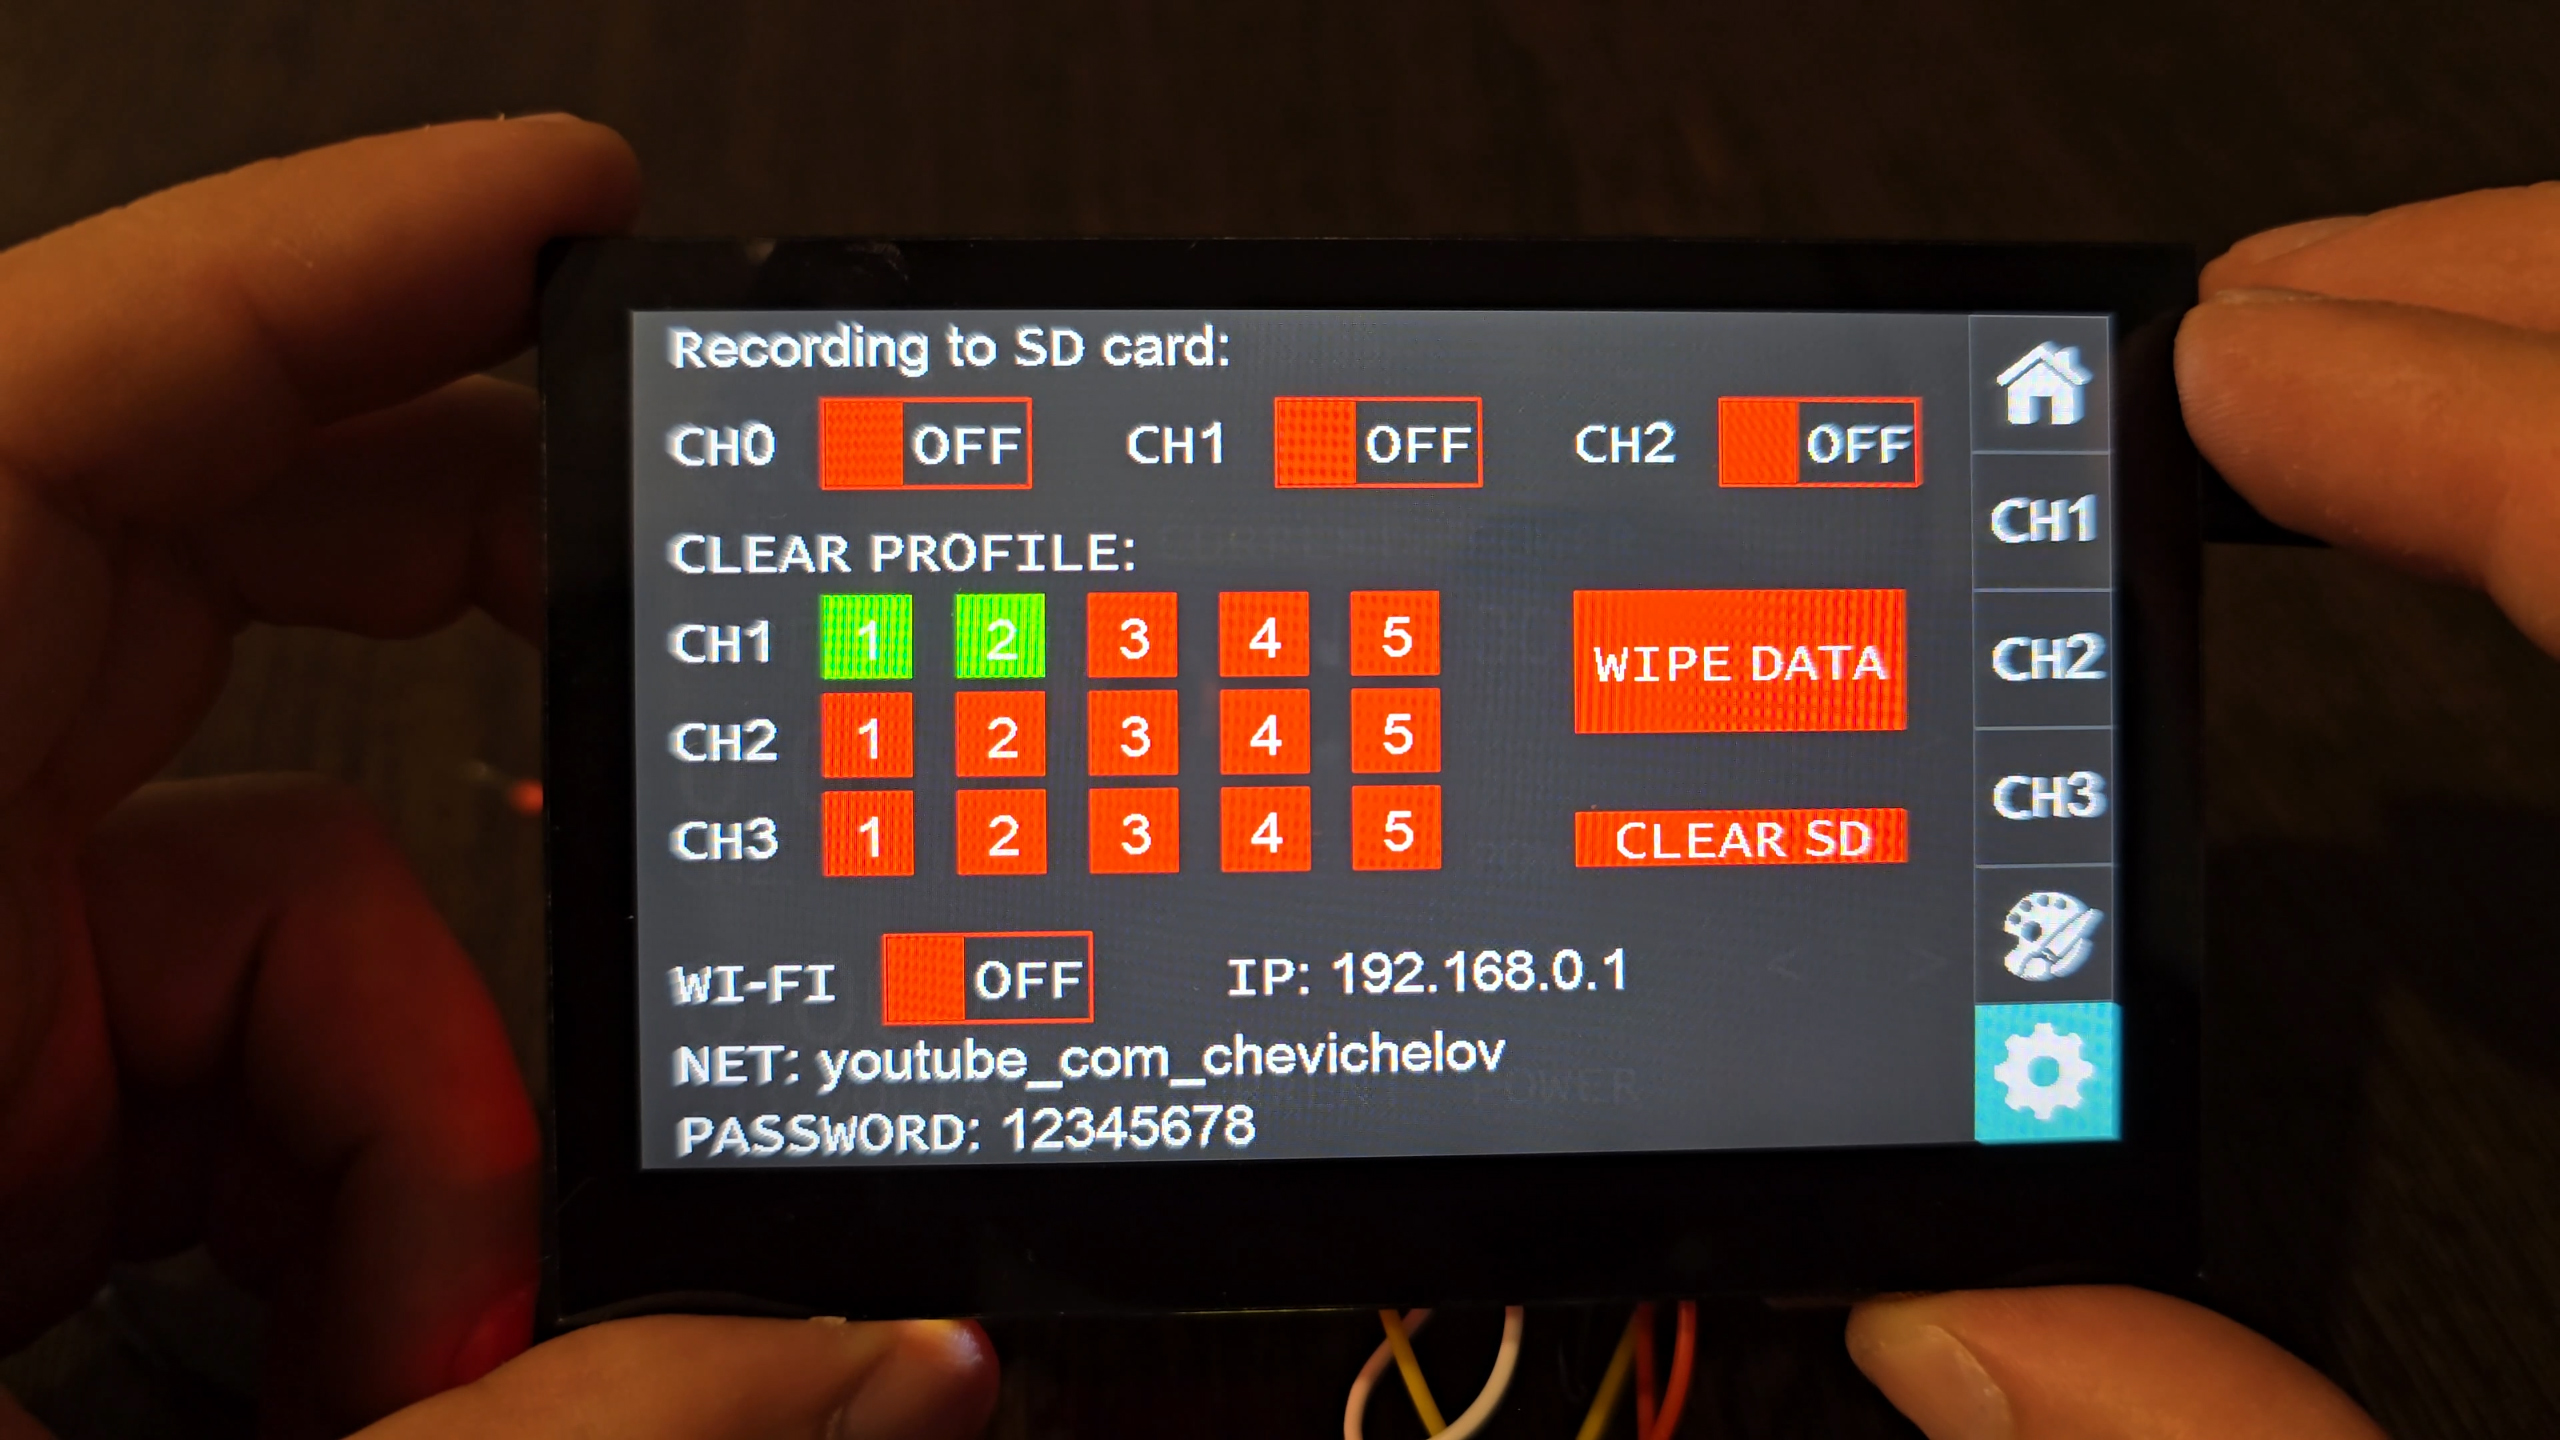 Recording to SD card:
CH0 OFF CH1 OFF CH2 OFF
CLEAR PROFILE:
CH1 1 2 3 4 5
CH2 1 2 3 4 5
CH3 1 2 3 4 5
WIPE DATA
CLEAR SD
WI-FI OFF IP: 192.168.0.1
NET: youtube_com_chevichelov
PASSWORD: 12345678
CH1
CH2
CH3
POWER